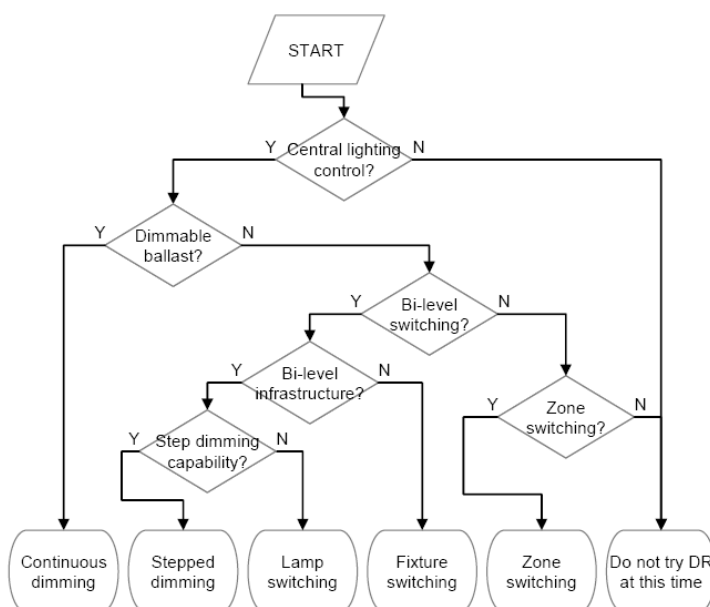 START
Y
Central lighting
control?
N
Y
Dimmable
ballast?
N
Y
Bi-level
switching?
N
Y
Bi-level
infrastructure?
N
Y
Zone
switching?
N
Y
Step dimming
capability?
N
Continuous
dimming
Stepped
dimming
Lamp
switching
Fixture
switching
Zone
switching
Do not try DR
at this time